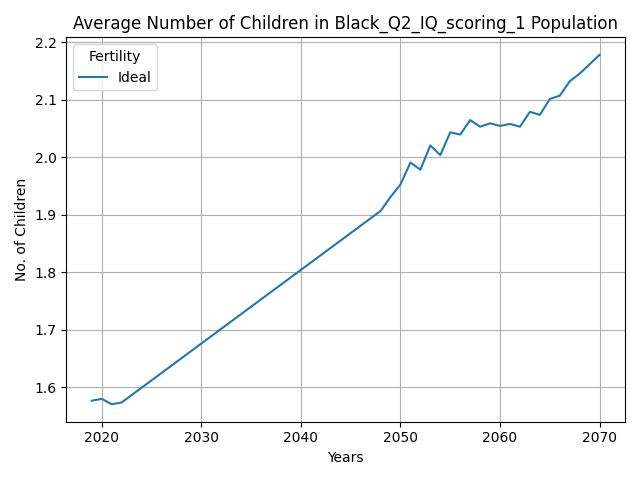 Average Number of Children in Black_Q2_IQ_scoring_1 Population
Fertility
Ideal
No. of Children
2.2
2.1
2.0
1.9
1.8
1.7
1.6
2020 2030 2040 2050 2060 2070
Years